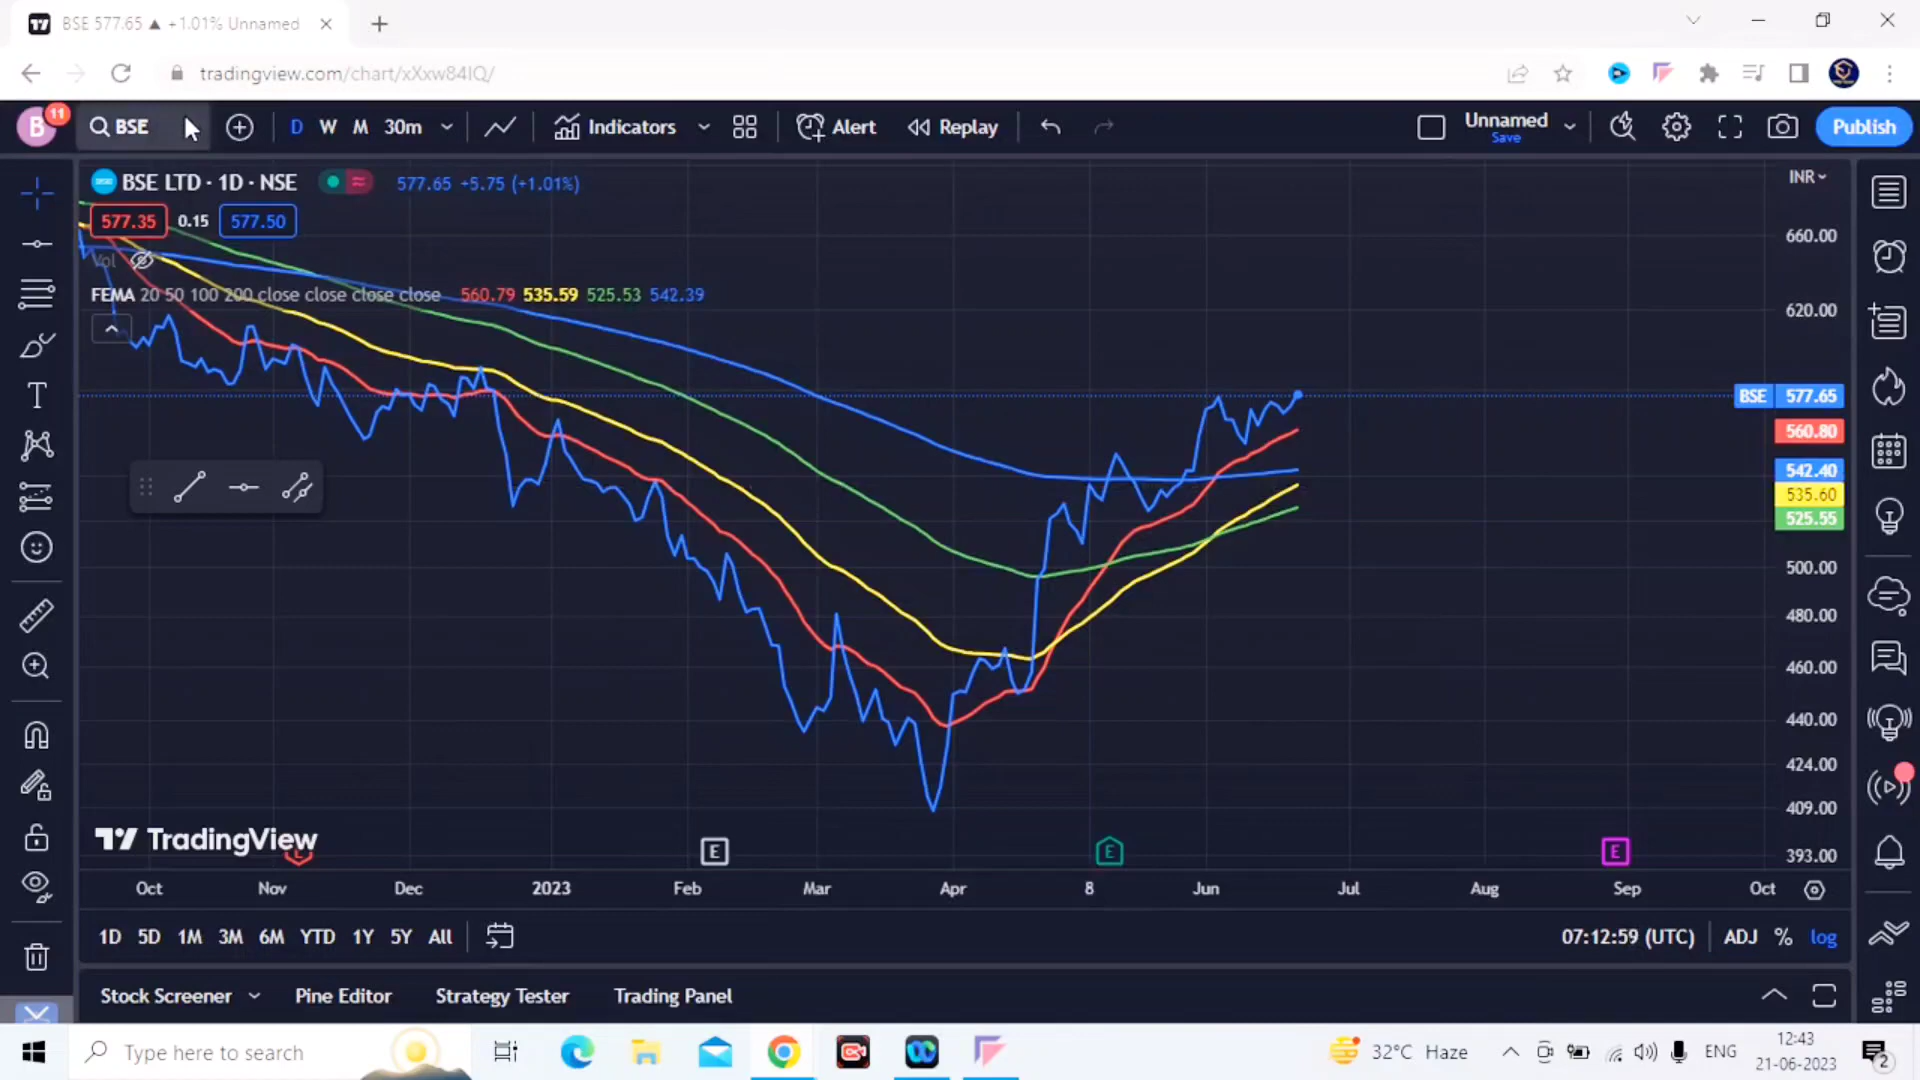 BSE 577.65 ▲ +1.01% Unnamed
tradingview.com/chart/xXxw84IQ/
B 11 BSE D W M 30m Indicators Alert Replay Unnamed Save Publish
BSE LTD · 1D · NSE 577.65 +5.75 (+1.01%) INR
577.35 0.15 577.50
Vol
FEMA 20 50 100 200 close close close close 560.79 535.59 525.53 542.39
660.00
620.00
BSE 577.65
560.80
542.40
535.60
525.55
500.00
480.00
460.00
440.00
424.00
409.00
393.00
TradingView
E E E
Oct Nov Dec 2023 Feb Mar Apr 8 Jun Jul Aug Sep Oct
1D 5D 1M 3M 6M YTD 1Y 5Y All 07:12:59 (UTC) ADJ % log
Stock Screener Pine Editor Strategy Tester Trading Panel
Type here to search 32°C Haze ENG 12:43
21-06-2023 2